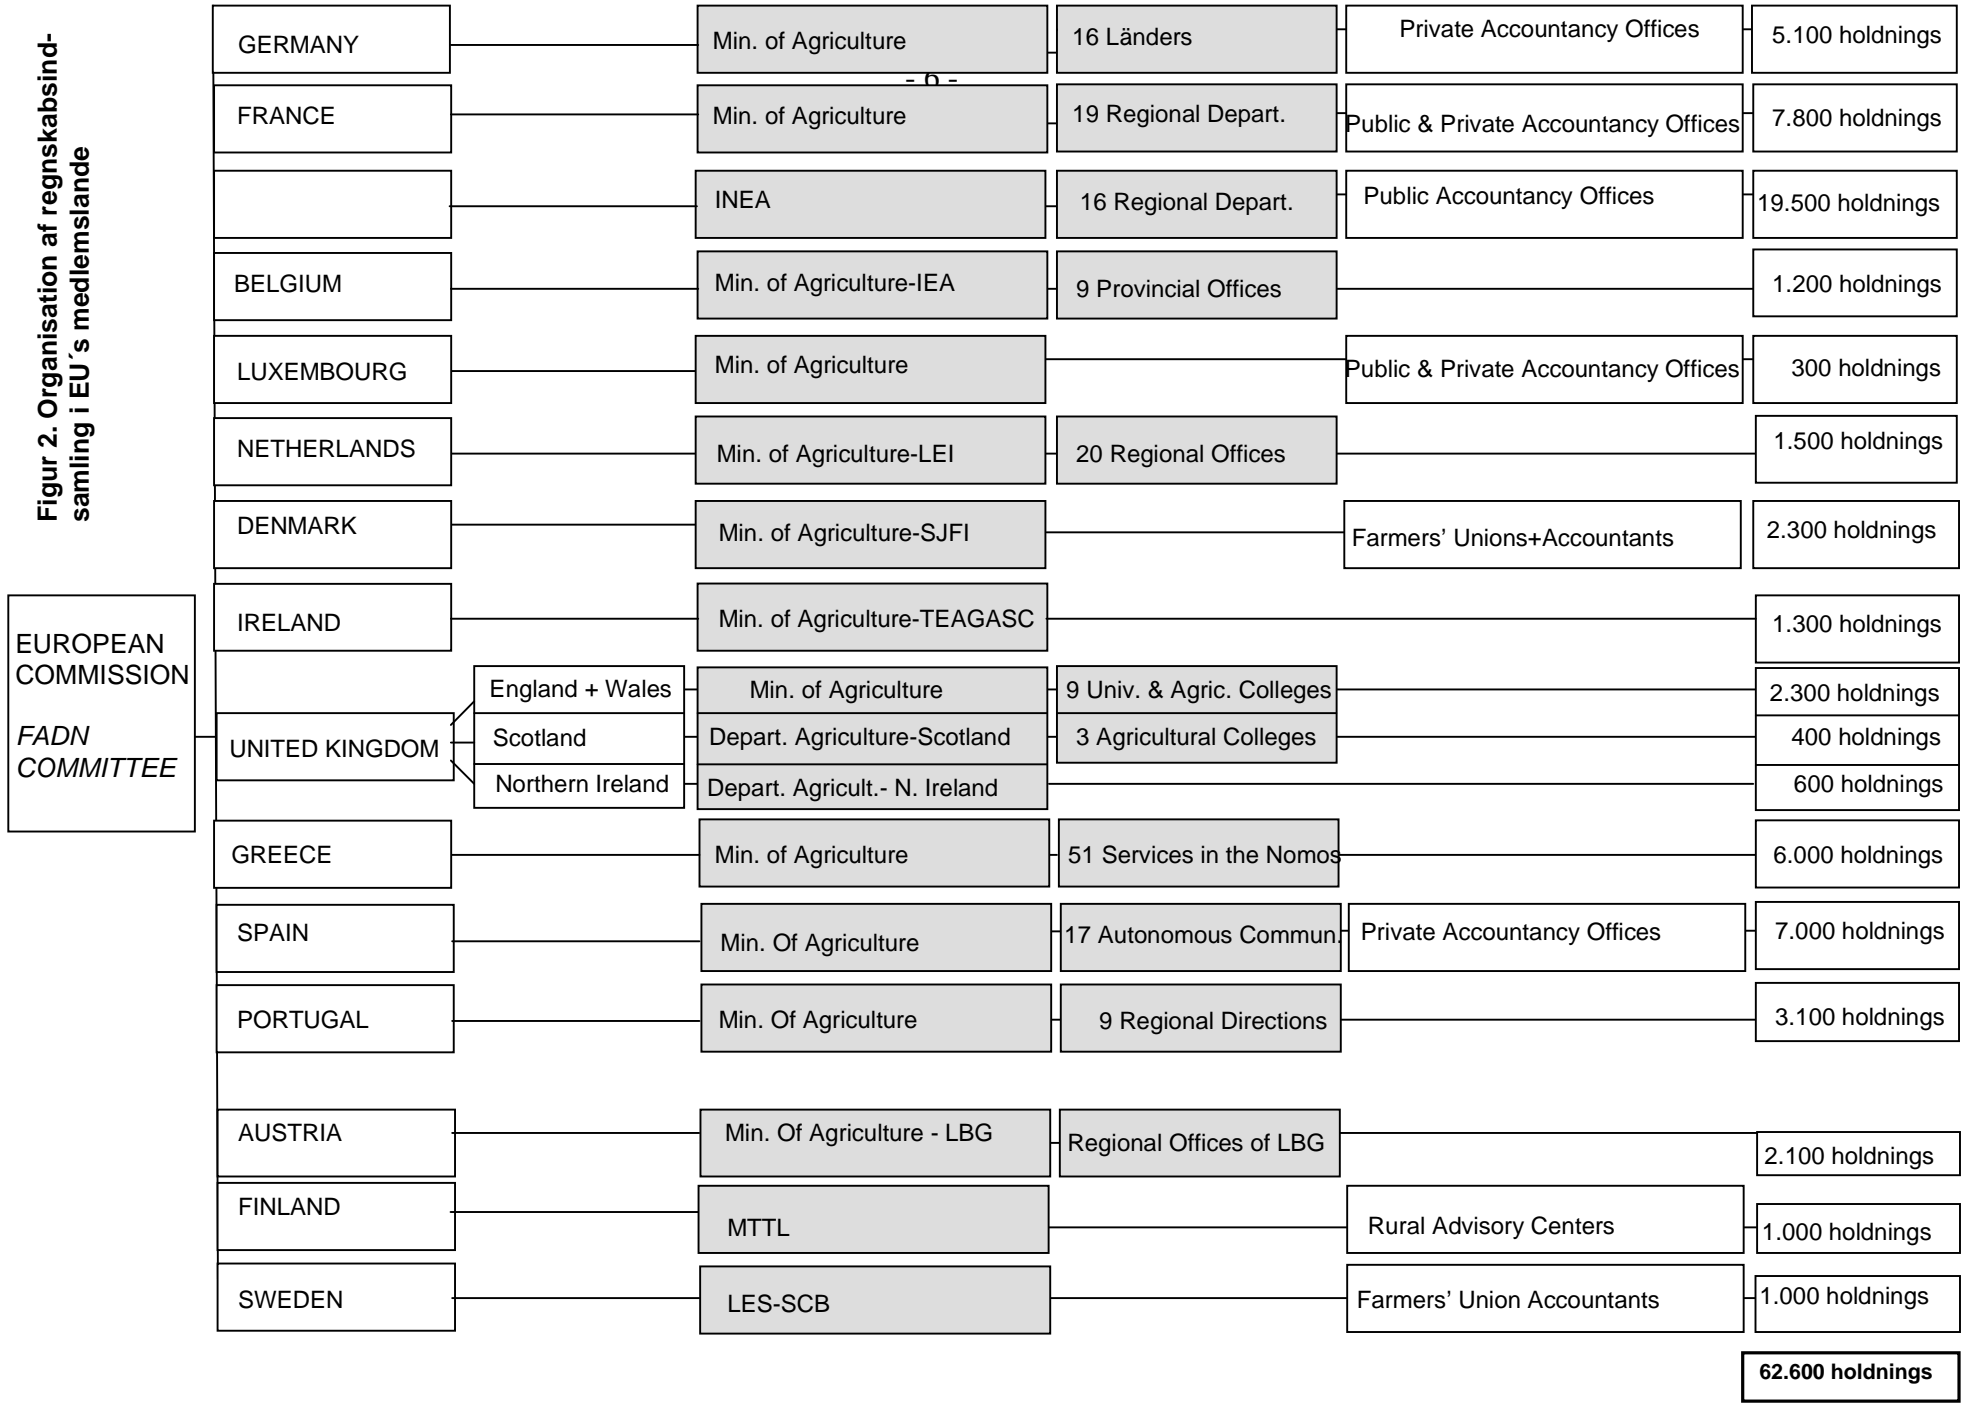 Figur 2. Organisation af regnskabsind-
samling i EU´s medlemslande
EUROPEAN
COMMISSION
FADN
COMMITTEE
GERMANY
Min. of Agriculture
16 Länders
Private Accountancy Offices
5.100 holdnings
- 6 -
FRANCE
Min. of Agriculture
19 Regional Depart.
Public & Private Accountancy Offices
7.800 holdnings
INEA
16 Regional Depart.
Public Accountancy Offices
19.500 holdnings
BELGIUM
Min. of Agriculture-IEA
9 Provincial Offices
1.200 holdnings
LUXEMBOURG
Min. of Agriculture
Public & Private Accountancy Offices
300 holdnings
NETHERLANDS
Min. of Agriculture-LEI
20 Regional Offices
1.500 holdnings
DENMARK
Min. of Agriculture-SJFI
Farmers’ Unions+Accountants
2.300 holdnings
IRELAND
Min. of Agriculture-TEAGASC
1.300 holdnings
UNITED KINGDOM
England + Wales
Min. of Agriculture
9 Univ. & Agric. Colleges
2.300 holdnings
Scotland
Depart. Agriculture-Scotland
3 Agricultural Colleges
400 holdnings
Northern Ireland
Depart. Agricult.- N. Ireland
600 holdnings
GREECE
Min. of Agriculture
51 Services in the Nomos
6.000 holdnings
SPAIN
Min. Of Agriculture
17 Autonomous Commun.
Private Accountancy Offices
7.000 holdnings
PORTUGAL
Min. Of Agriculture
9 Regional Directions
3.100 holdnings
AUSTRIA
Min. Of Agriculture - LBG
Regional Offices of LBG
2.100 holdnings
FINLAND
MTTL
Rural Advisory Centers
1.000 holdnings
SWEDEN
LES-SCB
Farmers’ Union Accountants
1.000 holdnings
62.600 holdnings